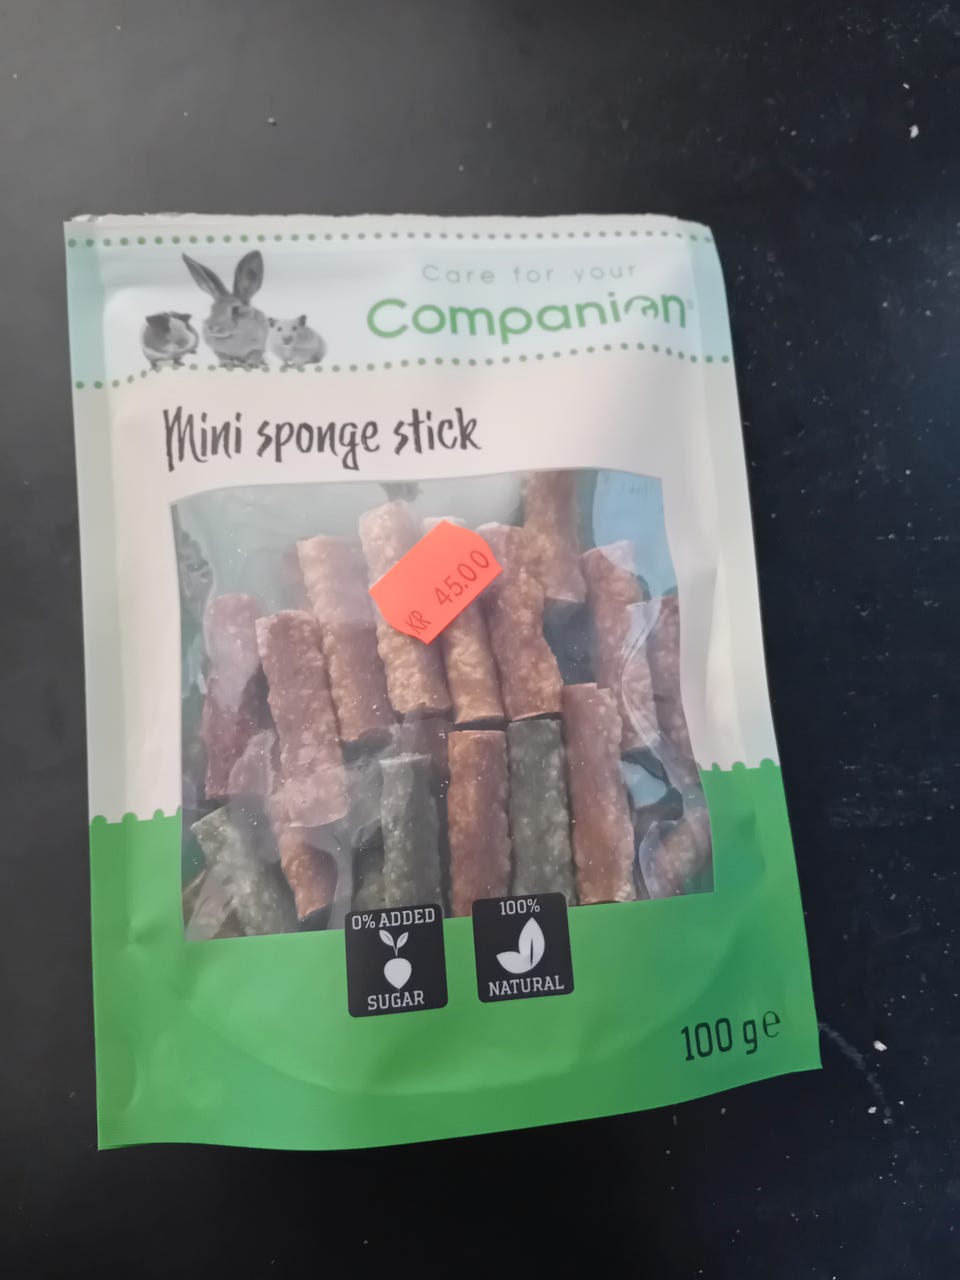 Care for your
Companion
Mini sponge stick
KR 45.00
0% ADDED
SUGAR
100%
NATURAL
100 g e